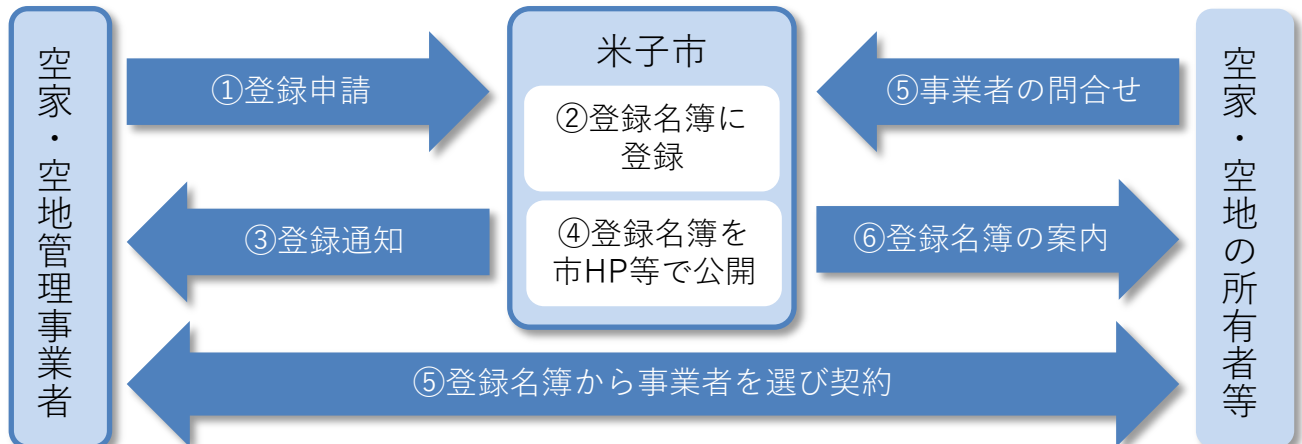 空家・空地管理事業者
①登録申請
③登録通知
米子市
②登録名簿に
登録
④登録名簿を
市HP等で公開
⑤事業者の問合せ
⑥登録名簿の案内
⑤登録名簿から事業者を選び契約
空家・空地の所有者等